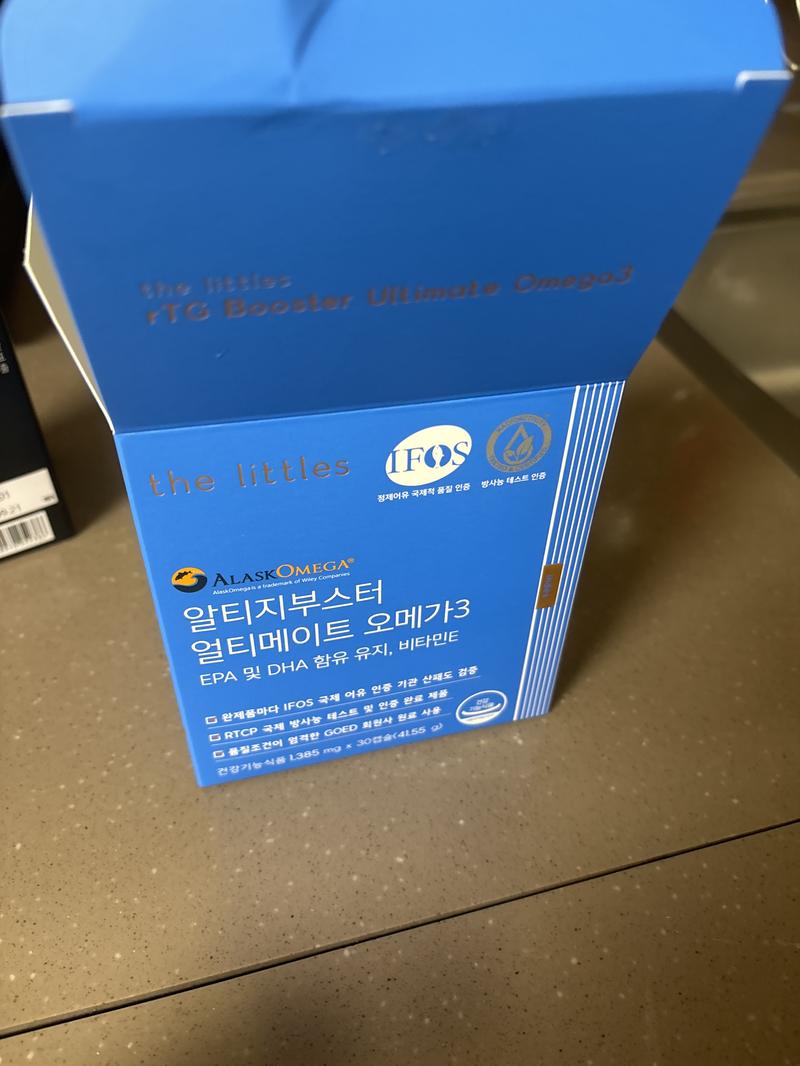 the littles
rTG Booster Ultimate Omega3
the littles
IFOS
정제어유 국제적 품질 인증
방사능 테스트 인증
ALASKOMEGA®
AlaskOmega is a trademark of Wiley Companies
알티지부스터
얼티메이트 오메가3
EPA 및 DHA 함유 유지, 비타민E
완제품마다 IFOS 국제 어유 인증 기관 산패도 검증
RTCP 국제 방사능 테스트 및 인증 완료 제품
품질조건이 엄격한 GOED 회원사 원료 사용
건강기능식품 1,385 mg x 30캡슐(41.55 g)
건강
기능식품